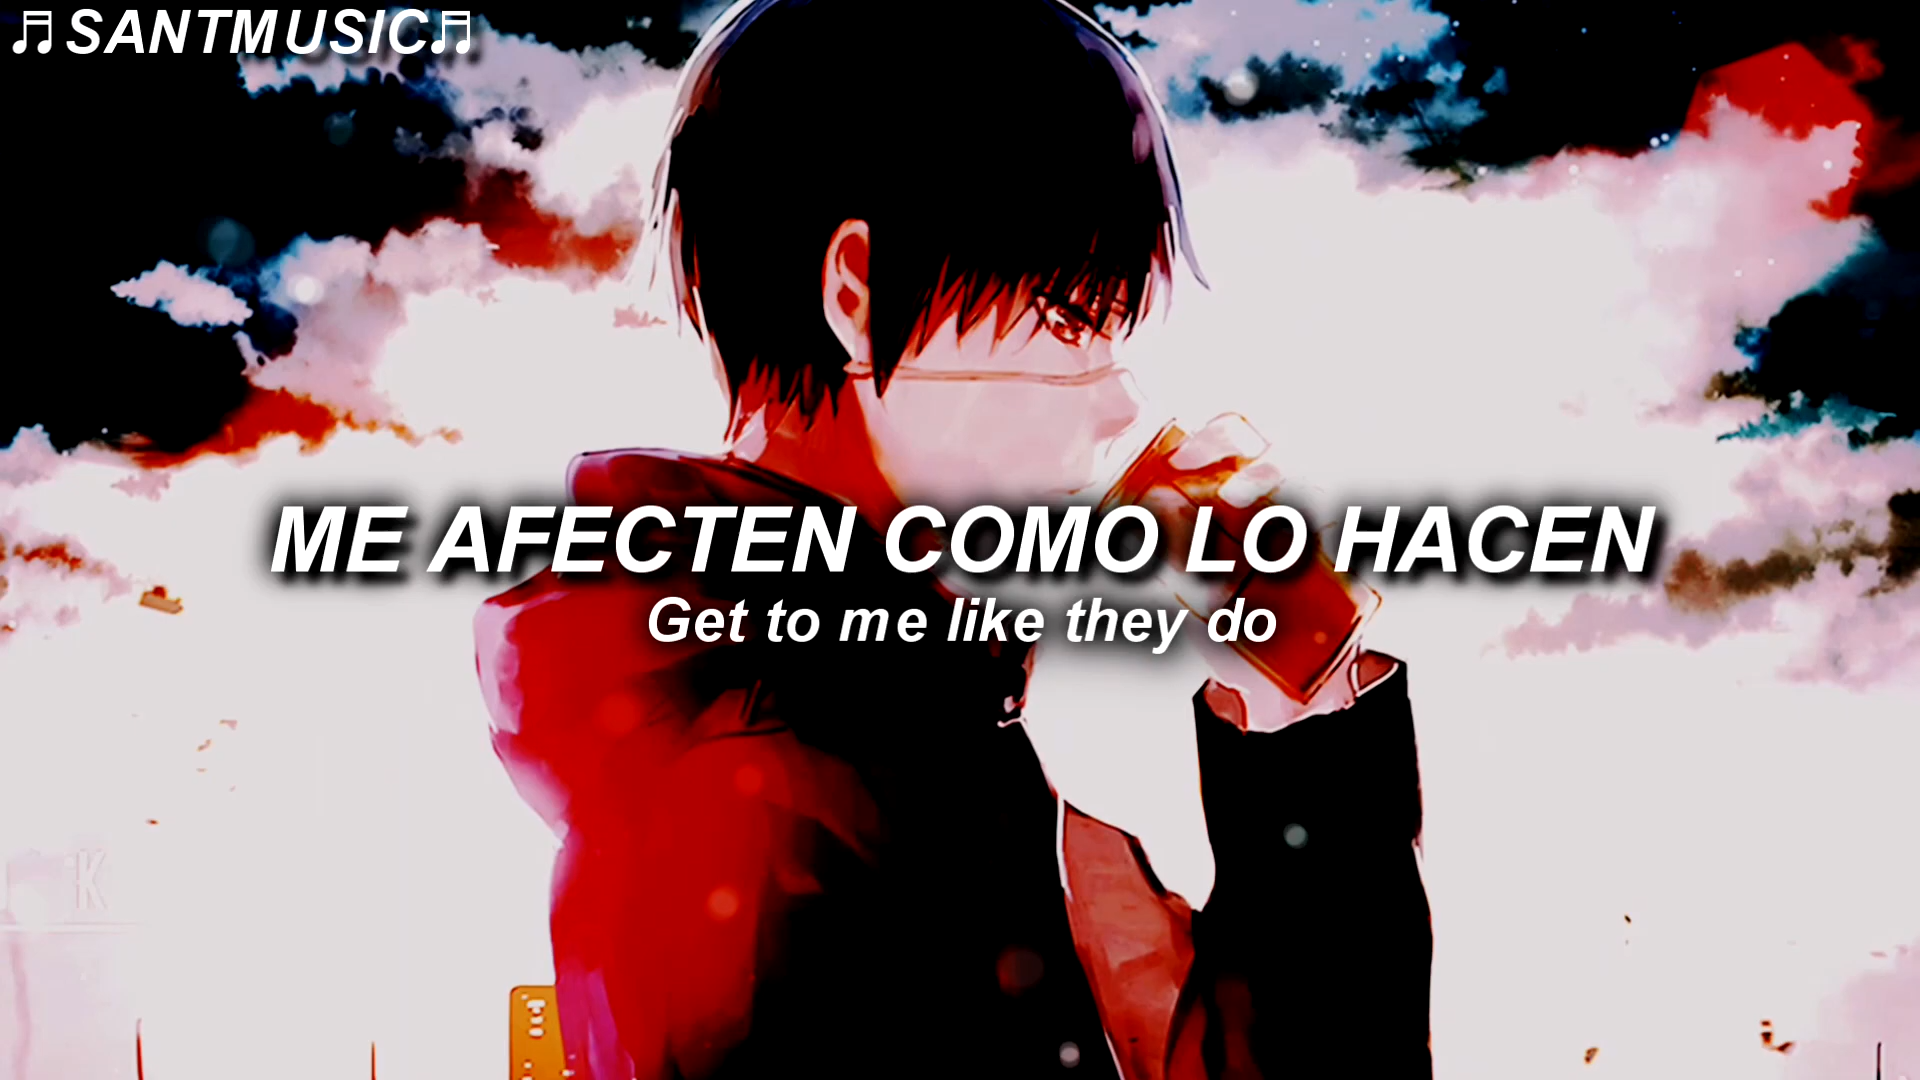 ♬SANTMUSIC♬
ME AFECTEN COMO LO HACEN
Get to me like they do
K